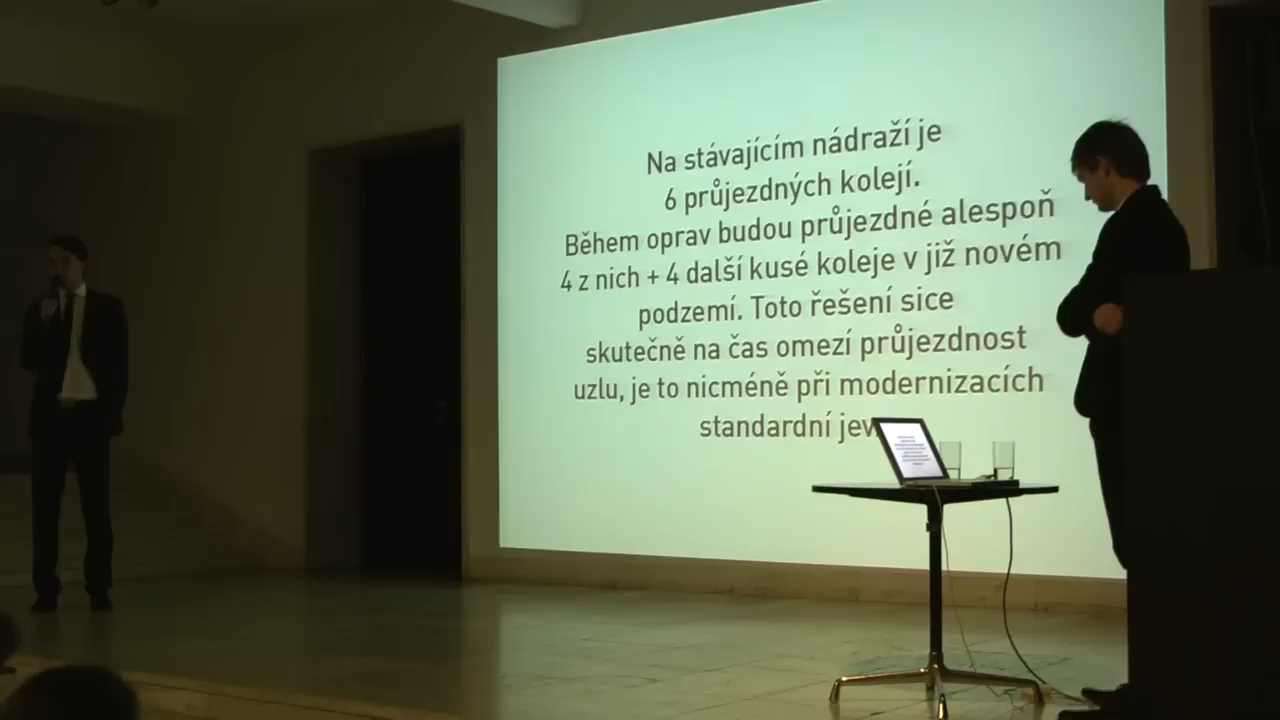 Na stávajícím nádraží je
6 průjezdných kolejí.
Během oprav budou průjezdné alespoň
4 z nich + 4 další kusé koleje v již novém
podzemí. Toto řešení sice
skutečně na čas omezí průjezdnost
uzlu, je to nicméně při modernizacích
standardní